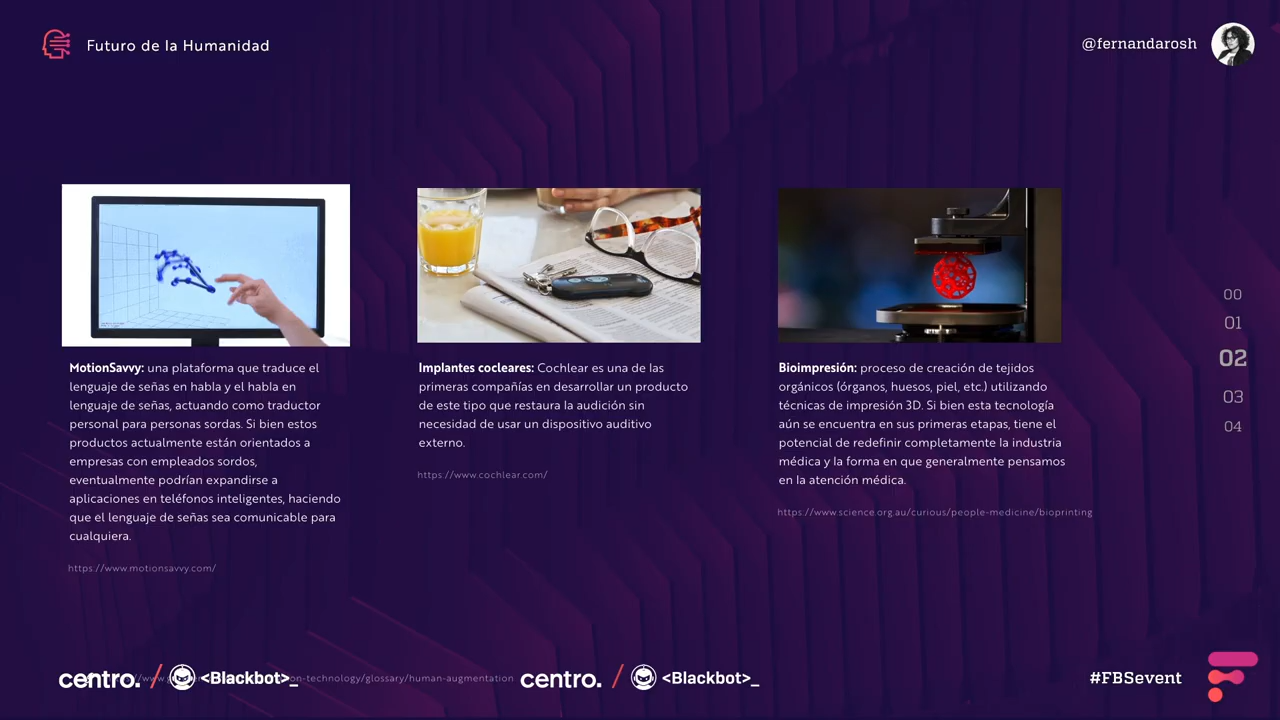 Futuro de la Humanidad
@fernandarosh
MotionSavvy: una plataforma que traduce el
lenguaje de señas en habla y el habla en
lenguaje de señas, actuando como traductor
personal para personas sordas. Si bien estos
productos actualmente están orientados a
empresas con empleados sordos,
eventualmente podrían expandirse a
aplicaciones en teléfonos inteligentes, haciendo
que el lenguaje de señas sea comunicable para
cualquiera.
https://www.motionsavvy.com/
Implantes cocleares: Cochlear es una de las
primeras compañías en desarrollar un producto
de este tipo que restaura la audición sin
necesidad de usar un dispositivo auditivo
externo.
https://www.cochlear.com/
Bioimpresión: proceso de creación de tejidos
orgánicos (órganos, huesos, piel, etc.) utilizando
técnicas de impresión 3D. Si bien esta tecnología
aún se encuentra en sus primeras etapas, tiene el
potencial de redefinir completamente la industria
médica y la forma en que generalmente pensamos
en la atención médica.
https://www.science.org.au/curious/people-medicine/bioprinting
00
01
02
03
04
centro. / <Blackbot>_
-technology/glossary/human-augmentation
centro. / <Blackbot>_
#FBSevent